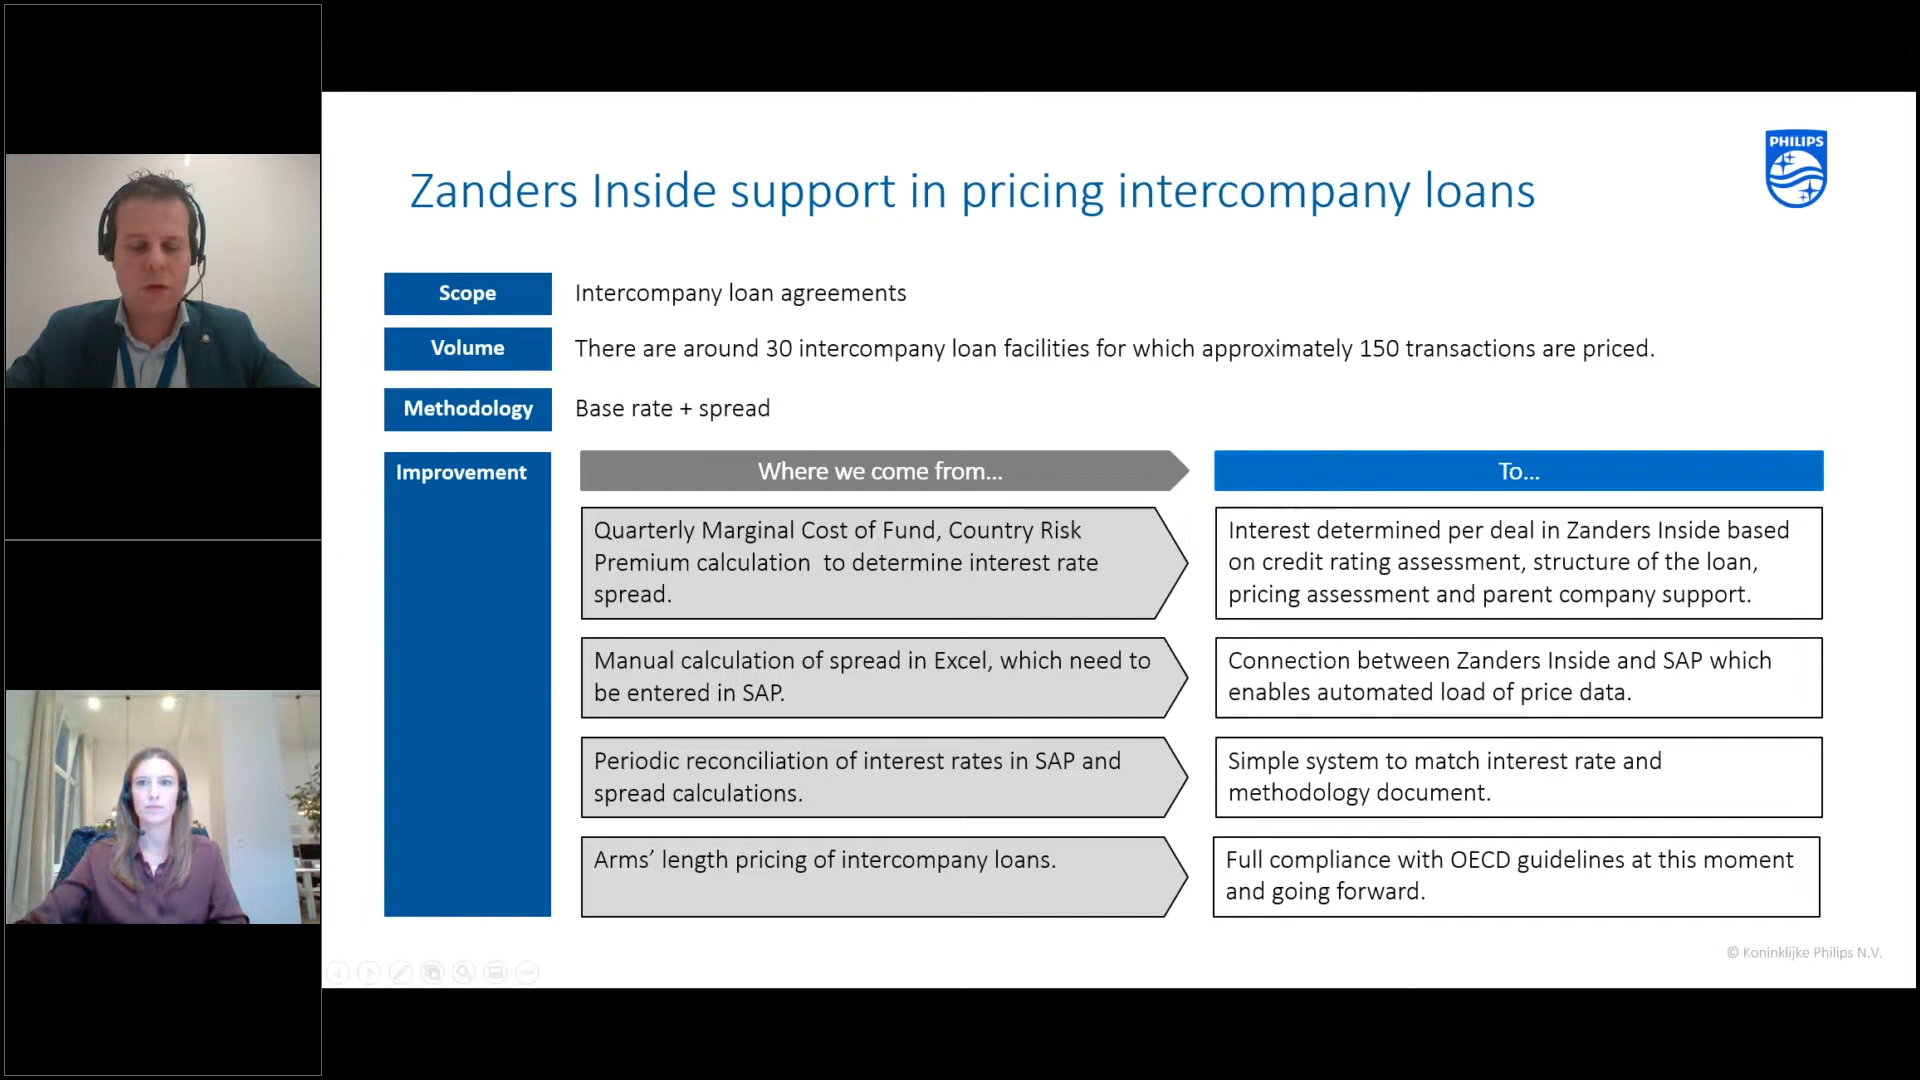 PHILIPS
Zanders Inside support in pricing intercompany loans
Scope
Intercompany loan agreements
Volume
There are around 30 intercompany loan facilities for which approximately 150 transactions are priced.
Methodology
Base rate + spread
Improvement
Where we come from...
To...
Quarterly Marginal Cost of Fund, Country Risk
Premium calculation  to determine interest rate
spread.
Interest determined per deal in Zanders Inside based
on credit rating assessment, structure of the loan,
pricing assessment and parent company support.
Manual calculation of spread in Excel, which need to
be entered in SAP.
Connection between Zanders Inside and SAP which
enables automated load of price data.
Periodic reconciliation of interest rates in SAP and
spread calculations.
Simple system to match interest rate and
methodology document.
Arms’ length pricing of intercompany loans.
Full compliance with OECD guidelines at this moment
and going forward.
© Koninklijke Philips N.V.